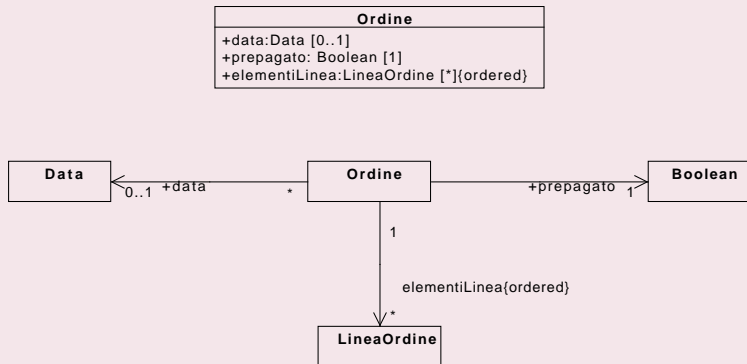 Ordine
+data:Data [0..1]
+prepagato: Boolean [1]
+elementiLinea:LineaOrdine [*]{ordered}
Data
0..1 +data
*
Ordine
+prepagato 1
Boolean
1
elementiLinea{ordered}
*
LineaOrdine